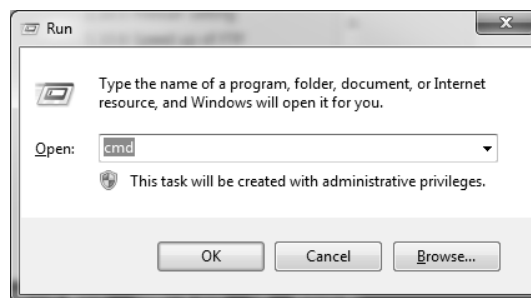 Run
Type the name of a program, folder, document, or Internet
resource, and Windows will open it for you.
Open:
cmd
This task will be created with administrative privileges.
OK
Cancel
Browse...